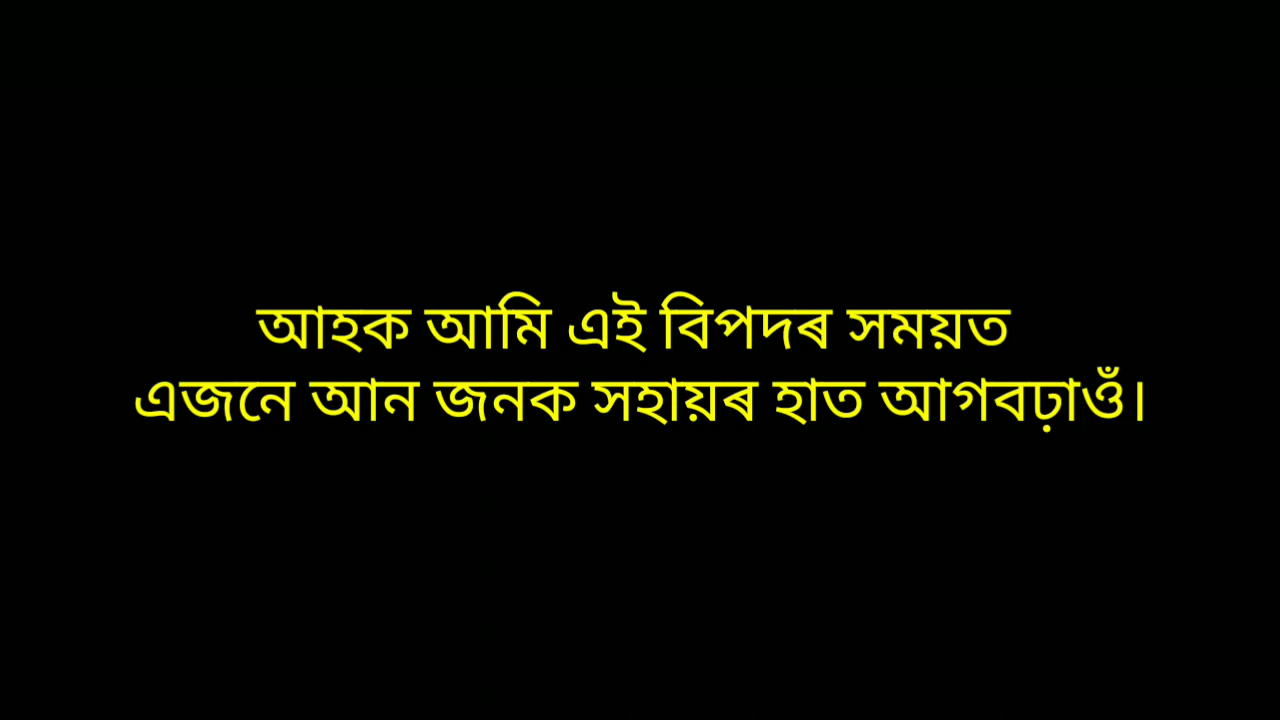 আহক আমি এই বিপদৰ সময়ত
এজনে আন জনক সহায়ৰ হাত আগবঢ়াওঁ।